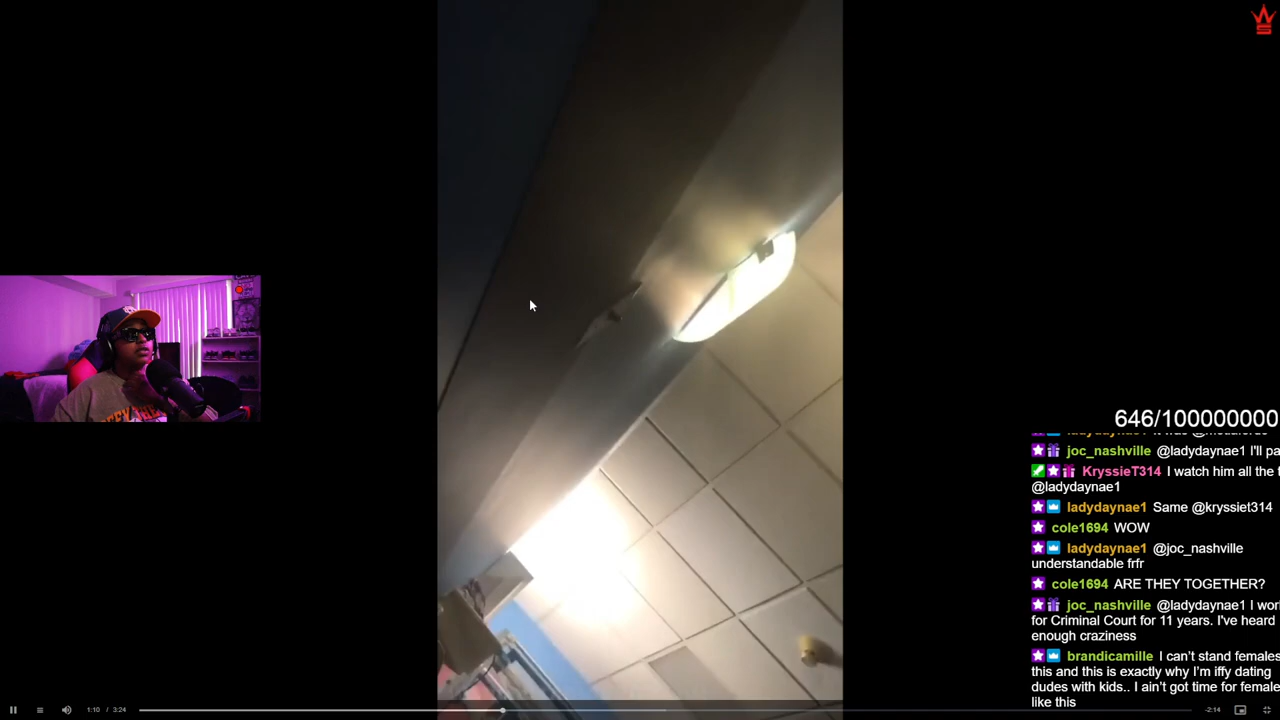 646/100000000
joc_nashville @ladydaynae1 I'll pa
KryssieT314 I watch him all the t
@ladydaynae1
ladydaynae1 Same @kryssiet314
cole1694 WOW
ladydaynae1 @joc_nashville
understandable frfr
cole1694 ARE THEY TOGETHER?
joc_nashville @ladydaynae1 I wor
for Criminal Court for 11 years. I've heard
enough craziness
brandicamille I can't stand females
this and this is exactly why I'm iffy dating
dudes with kids.. I ain't got time for female
like this
1:10 / 3:24
-2:14